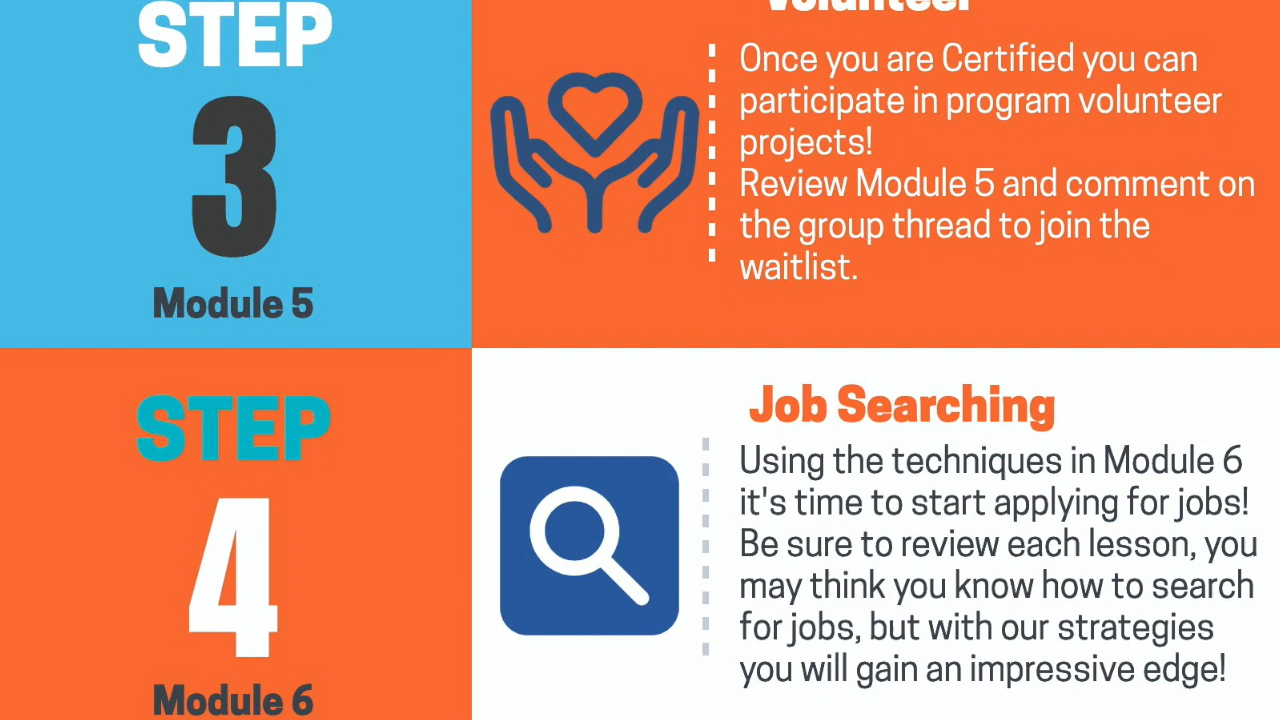 STEP
3
Module 5
Volunteer
Once you are Certified you can
participate in program volunteer
projects!
Review Module 5 and comment on
the group thread to join the
waitlist.
STEP
4
Module 6
Job Searching
Using the techniques in Module 6
it's time to start applying for jobs!
Be sure to review each lesson, you
may think you know how to search
for jobs, but with our strategies
you will gain an impressive edge!